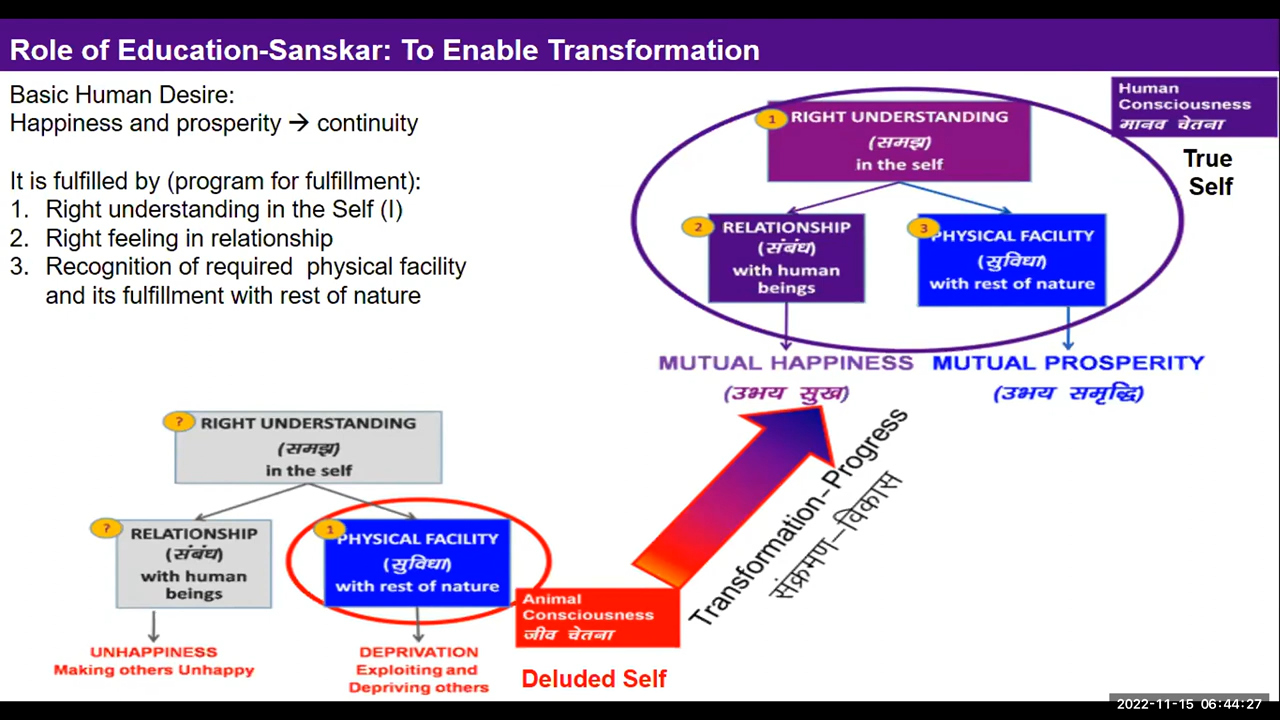 Role of Education-Sanskar: To Enable Transformation
Basic Human Desire:
Happiness and prosperity → continuity
It is fulfilled by (program for fulfillment):
1. Right understanding in the Self (I)
2. Right feeling in relationship
3. Recognition of required physical facility
and its fulfillment with rest of nature
Human
Consciousness
मानव चेतना
True
Self
1
RIGHT UNDERSTANDING
(समझ)
in the self
2
RELATIONSHIP
(संबंध)
with human
beings
3
PHYSICAL FACILITY
(सुविधा)
with rest of nature
MUTUAL HAPPINESS
(उभय सुख)
MUTUAL PROSPERITY
(उभय समृद्धि)
Transformation-Progress
संक्रमण-विकास
?
RIGHT UNDERSTANDING
(समझ)
in the self
?
RELATIONSHIP
(संबंध)
with human
beings
1
PHYSICAL FACILITY
(सुविधा)
with rest of nature
UNHAPPINESS
Making others Unhappy
DEPRIVATION
Exploiting and
Depriving others
Animal
Consciousness
जीव चेतना
Deluded Self
2022-11-15 06:44:27